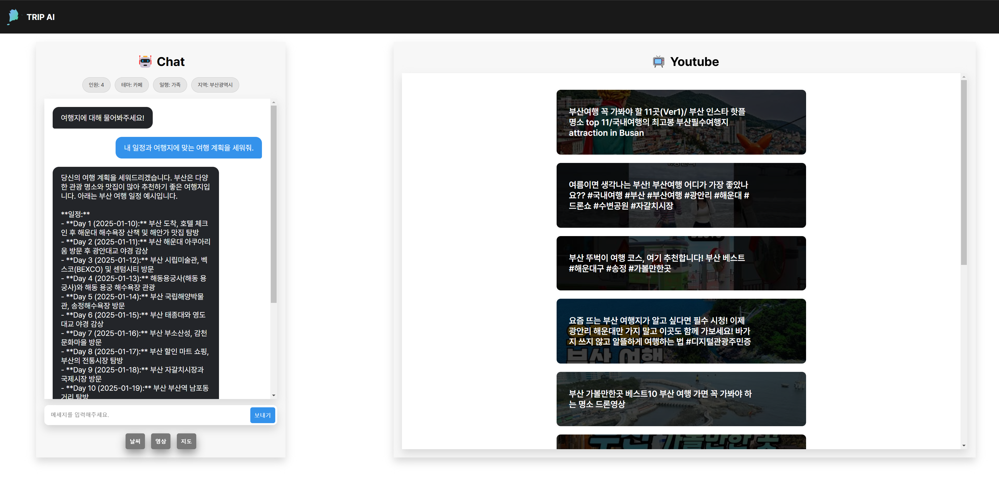 TRIP AI
Chat
인원: 4
테마: 카페
일행: 가족
지역: 부산광역시
여행지에 대해 물어봐주세요!
내 일정과 여행지에 맞는 여행 계획을 세워줘.
당신의 여행 계획을 세워드리겠습니다. 부산은 다양
한 관광 명소와 맛집이 많아 추천하기 좋은 여행지입
니다. 아래는 부산 여행 일정 예시입니다.
**일정:**
- **Day 1 (2025-01-10):** 부산 도착, 호텔 체크
인 후 해운대 해수욕장 산책 및 해안가 맛집 탐방
- **Day 2 (2025-01-11):** 부산 해운대 아쿠아리
움 방문 후 광안대교 야경 감상
- **Day 3 (2025-01-12):** 부산 시립미술관, 벡
스코(BEXCO) 및 센텀시티 방문
- **Day 4 (2025-01-13):** 해동용궁사(해동 용
궁사)와 해동 용궁 해수욕장 관광
- **Day 5 (2025-01-14):** 부산 국립해양박물
관, 송정해수욕장 방문
- **Day 6 (2025-01-15):** 부산 태종대와 영도
대교 야경 감상
- **Day 7 (2025-01-16):** 부산 부소산성, 감천
문화마을 방문
- **Day 8 (2025-01-17):** 부산 할인 마트 쇼핑,
부산의 전통시장 탐방
- **Day 9 (2025-01-18):** 부산 자갈치시장과
국제시장 방문
- **Day 10 (2025-01-19):** 부산 부산역 남포동
거리 탐방
메세지를 입력해주세요.
보내기
날씨
영상
지도
Youtube
부산여행 꼭 가봐야 할 11곳(Ver1)/ 부산 인스타 핫플
명소 top 11/국내여행의 최고봉 부산필수여행지
attraction in Busan
여름이면 생각나는 부산! 부산여행 어디가 가장 좋았나
요?? #국내여행 #부산 #부산여행 #광안리 #해운대 #
드론쇼 #수변공원 #자갈치시장
부산 뚜벅이 여행 코스, 여기 추천합니다! 부산 베스트
#해운대구 #송정 #가볼만한곳
요즘 뜨는 부산 여행지가 알고 싶다면 필수 시청! 이제
광안리 해운대만 가지 말고 이곳도 함께 가보세요! 바가
지 쓰지 않고 알뜰하게 여행하는 법 #디지털관광주민증
부산 여행
부산 가볼만한곳 베스트10 부산 여행 가면 꼭 가봐야 하
는 명소 드론영상
부산 가볼만한 곳